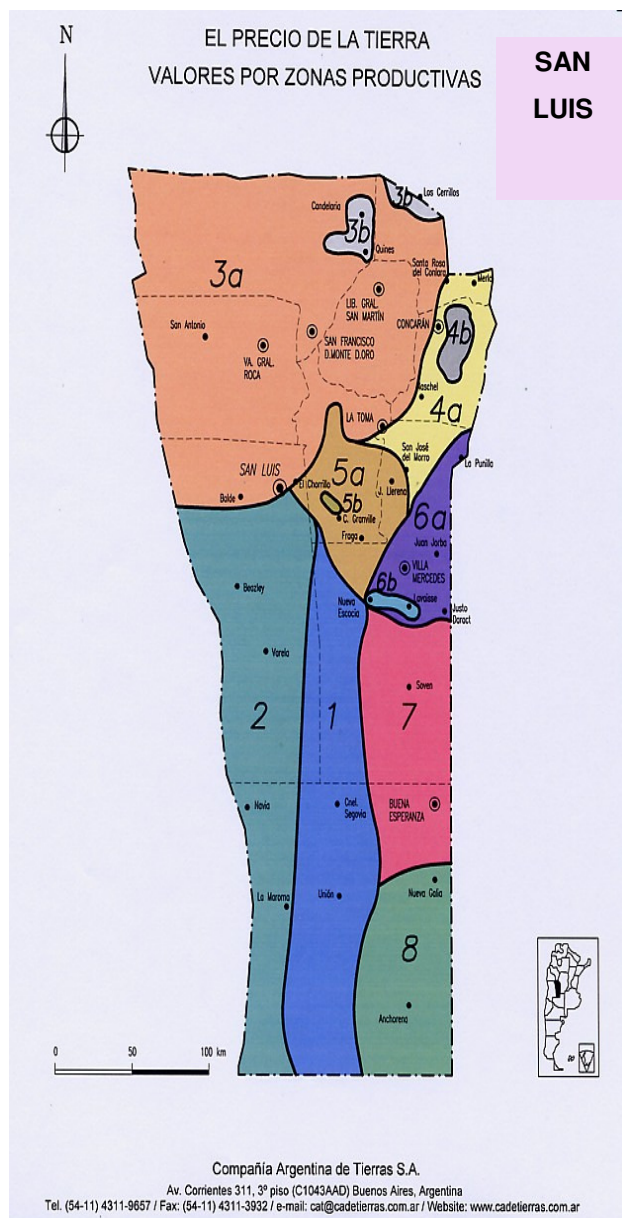 N
EL PRECIO DE LA TIERRA
VALORES POR ZONAS PRODUCTIVAS
SAN
LUIS
3b
Los Cerrillos
Candelaria
3b
Quines
3a
Santa Rosa
del Conlara
Merlo
LIB. GRAL.
SAN MARTÍN
CONCARÁN
4b
San Antonio
SAN FRANCISCO
D.MONTE D.ORO
VA. GRAL.
ROCA
Naschel
4a
LA TOMA
San José
del Morro
La Punilla
SAN LUIS
5a
El Chorrillo
J. Llerena
Balde
5b
C. Granville
6a
Fraga
Juan Jorba
VILLA
MERCEDES
6b
Beazley
Nueva
Escocia
Lavaisse
Justo
Daract
Varela
Soven
2
1
7
Navia
Cnel.
Segovia
BUENA
ESPERANZA
Nueva Galia
La Maroma
Unión
8
Anchorena
0 50 100 km
Compañía Argentina de Tierras S.A.
Av. Corrientes 311, 3º piso (C1043AAD) Buenos Aires, Argentina
Tel. (54-11) 4311-9657 / Fax: (54-11) 4311-3932 / e-mail: cat@cadetierras.com.ar / Website: www.cadetierras.com.ar